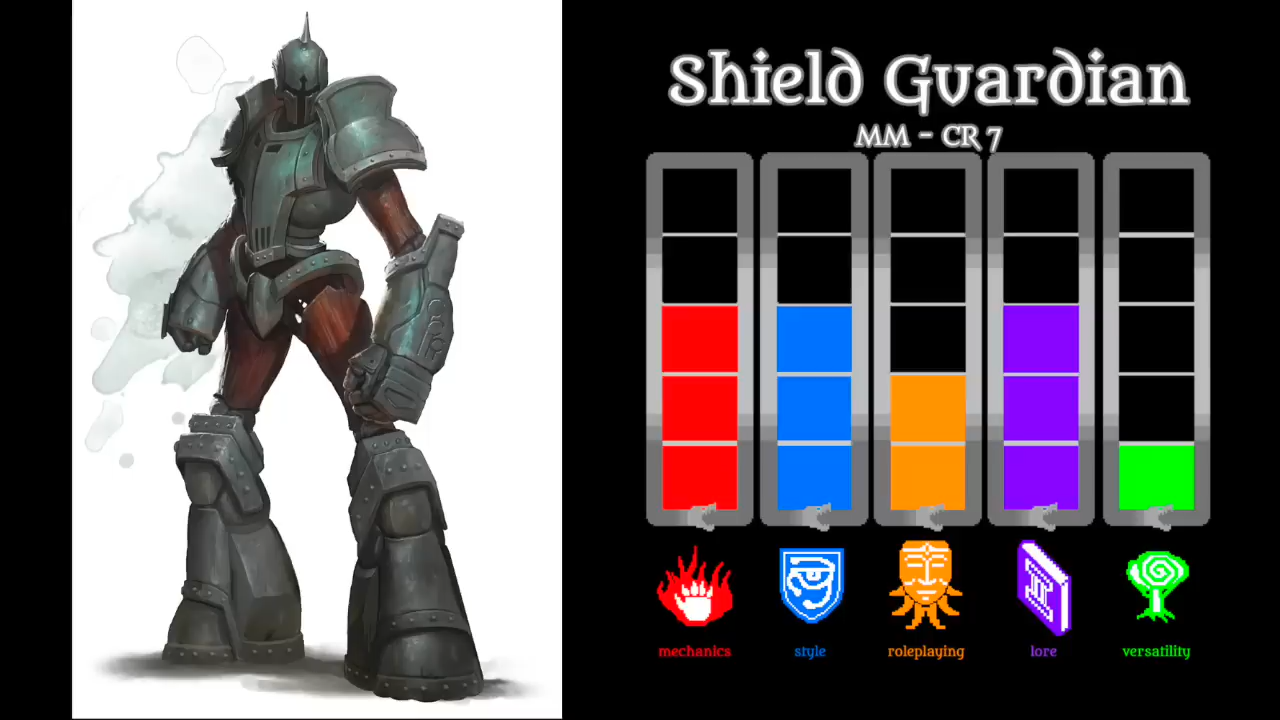 Shield Guardian
MM - CR 7
mechanics
style
roleplaying
lore
versatility